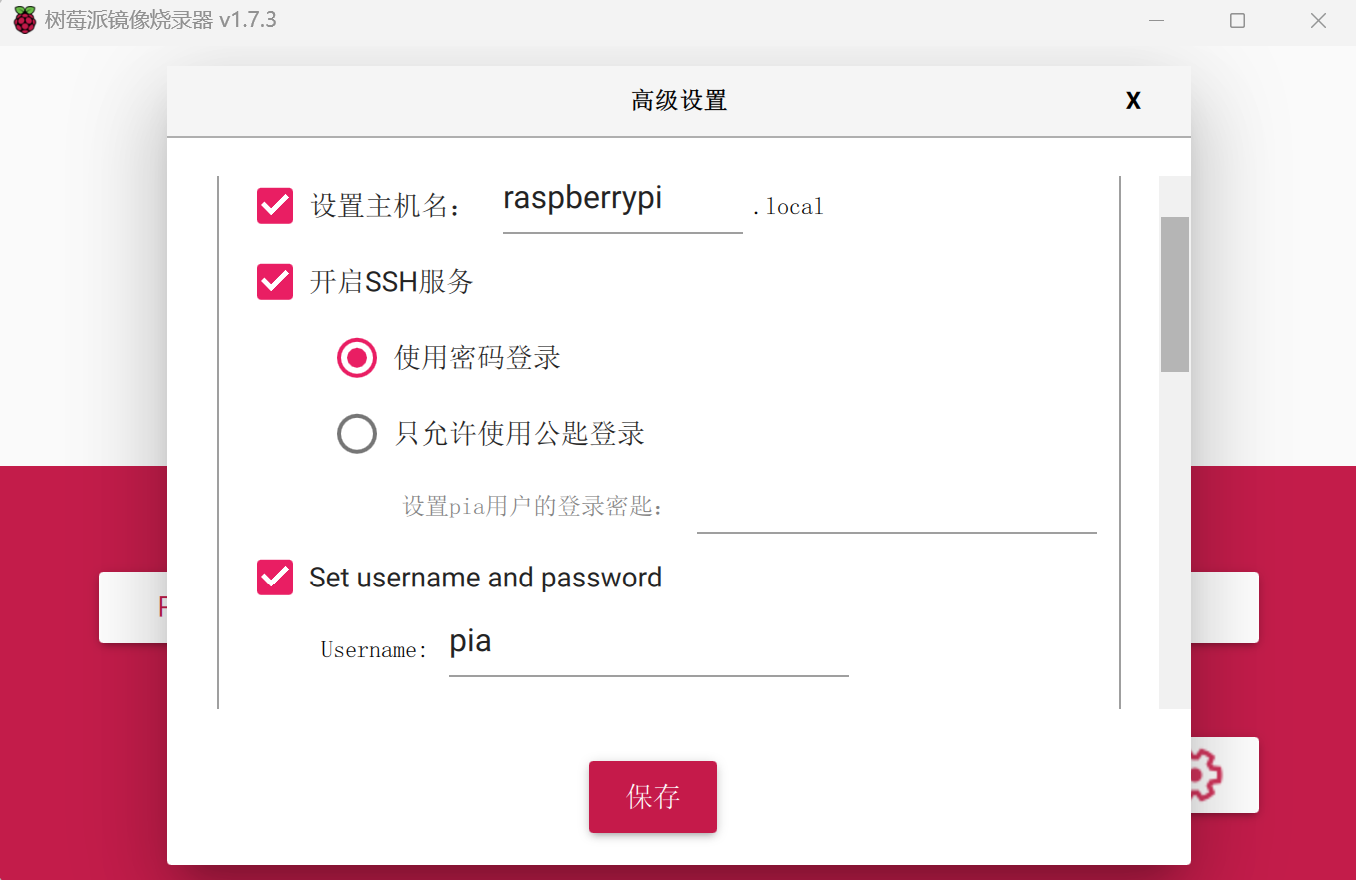 树莓派镜像烧录器 v1.7.3
高级设置
X
设置主机名： raspberrypi .local
开启SSH服务
使用密码登录
只允许使用公匙登录
设置pia用户的登录密匙：
Set username and password
Username: pia
保存